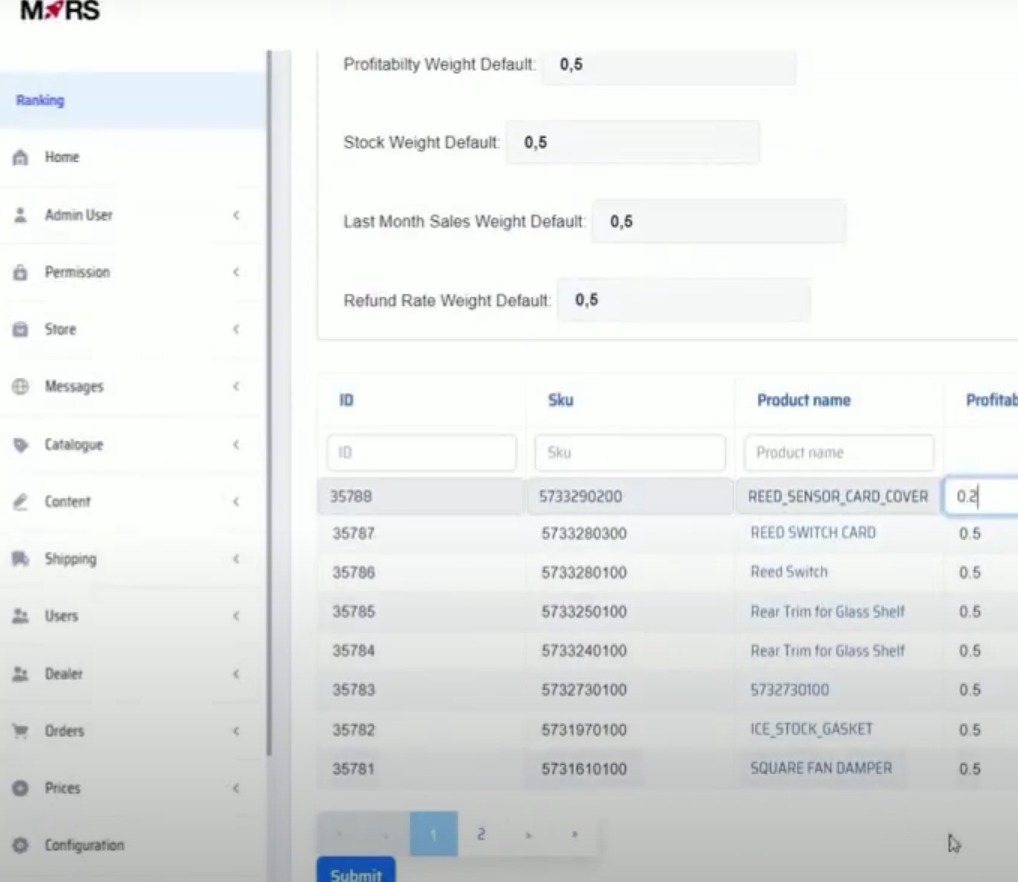 MARS
Ranking
Home
Admin User
Permission
Store
Messages
Catalogue
Content
Shipping
Users
Dealer
Orders
Prices
Configuration
Profitabilty Weight Default: 0,5
Stock Weight Default: 0,5
Last Month Sales Weight Default: 0,5
Refund Rate Weight Default: 0,5
ID Sku Product name Profitab
ID Sku Product name
35788 5733290200 REED_SENSOR_CARD_COVER 0.2
35787 5733280300 REED SWITCH CARD 0.5
35786 5733280100 Reed Switch 0.5
35785 5733250100 Rear Trim for Glass Shelf 0.5
35784 5733240100 Rear Trim for Glass Shelf 0.5
35783 5732730100 5732730100 0.5
35782 5731970100 ICE_STOCK_GASKET 0.5
35781 5731610100 SQUARE FAN DAMPER 0.5
1 2 > »
Submit